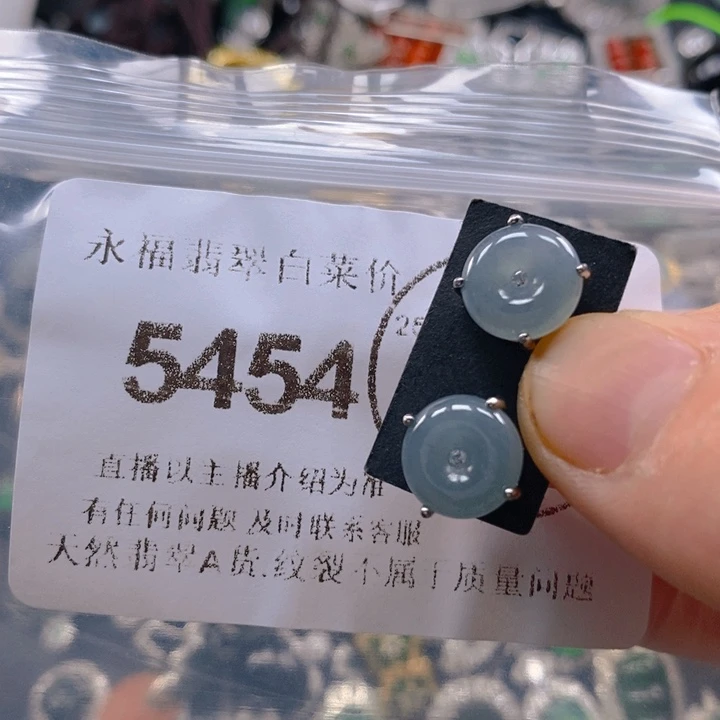 永福翡翠白菜价
5454
直播以主播介绍为准
有任何问题 及时联系客服
天然翡翠A货.纹裂不属于质量问题